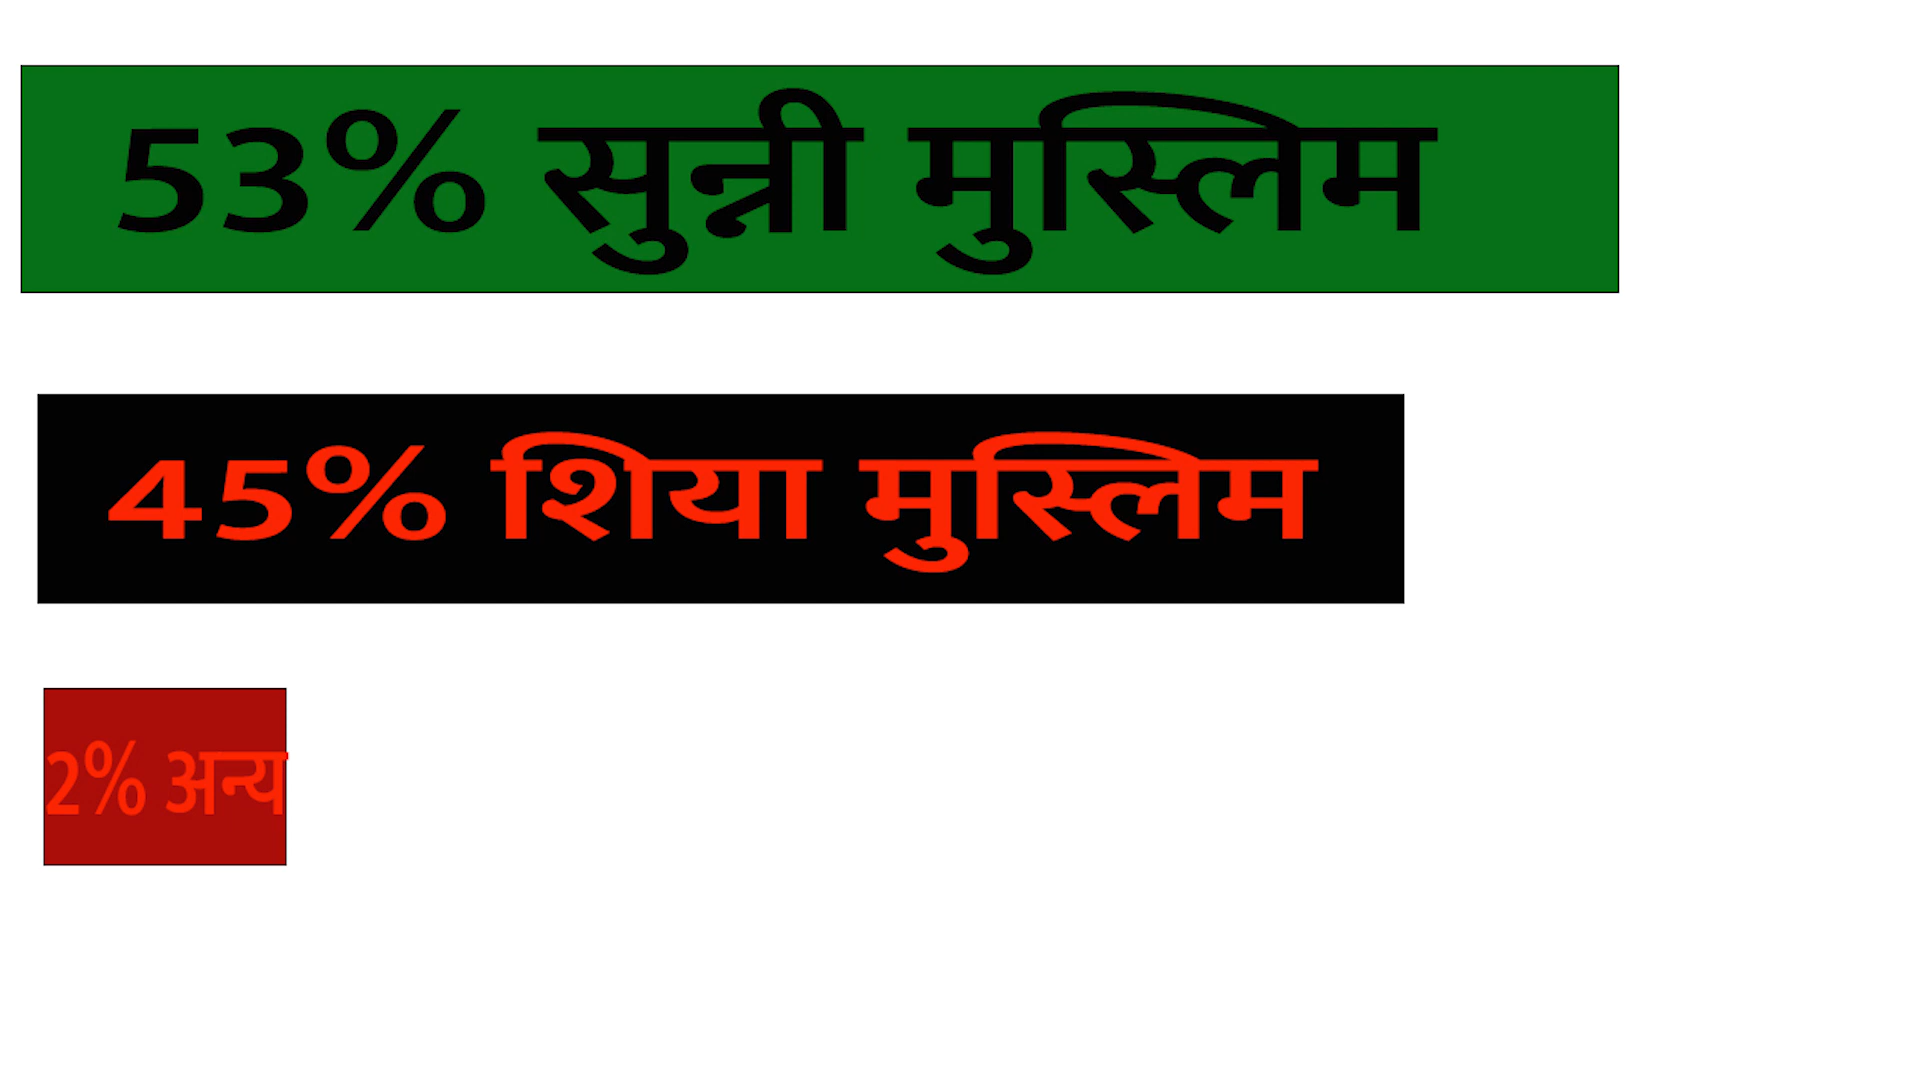 53% सुन्नी मुस्लिम
45% शिया मुस्लिम
2% अन्य